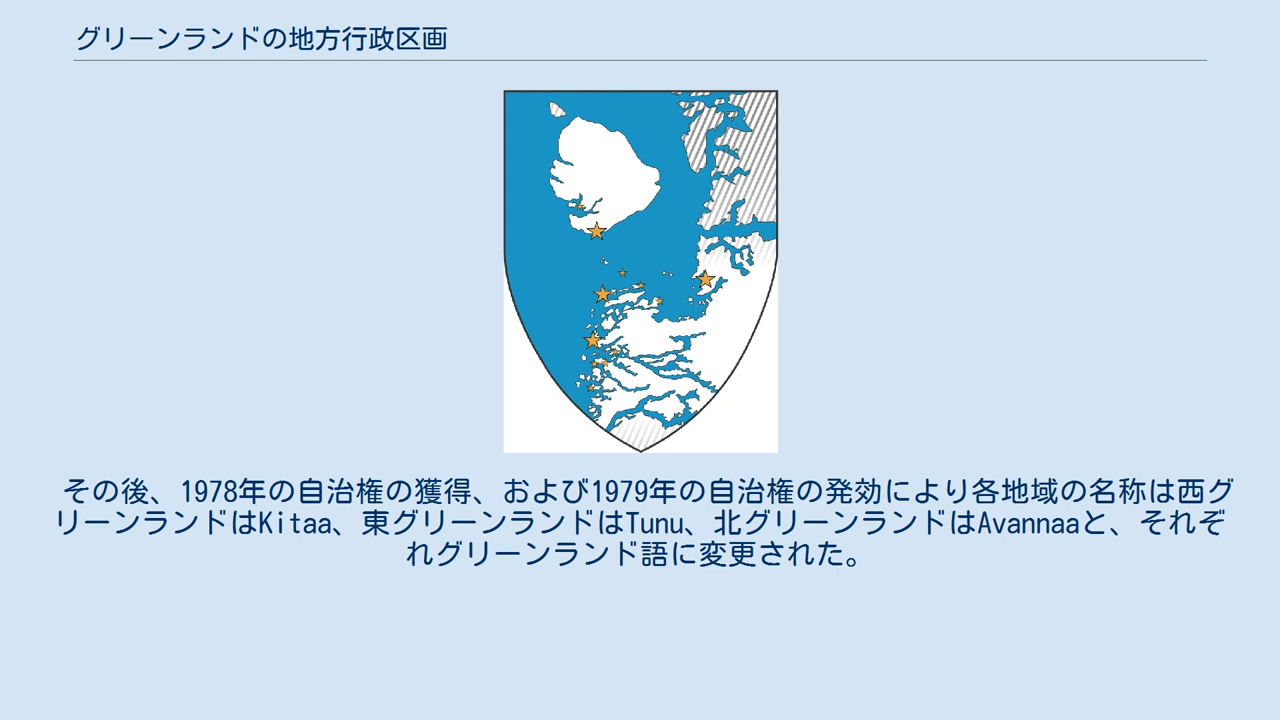 グリーンランドの地方行政区画
その後、1978年の自治権の獲得、および1979年の自治権の発効により各地域の名称は西グ
リーンランドはKitaa、東グリーンランドはTunu、北グリーンランドはAvannaaと、それぞ
れグリーンランド語に変更された。